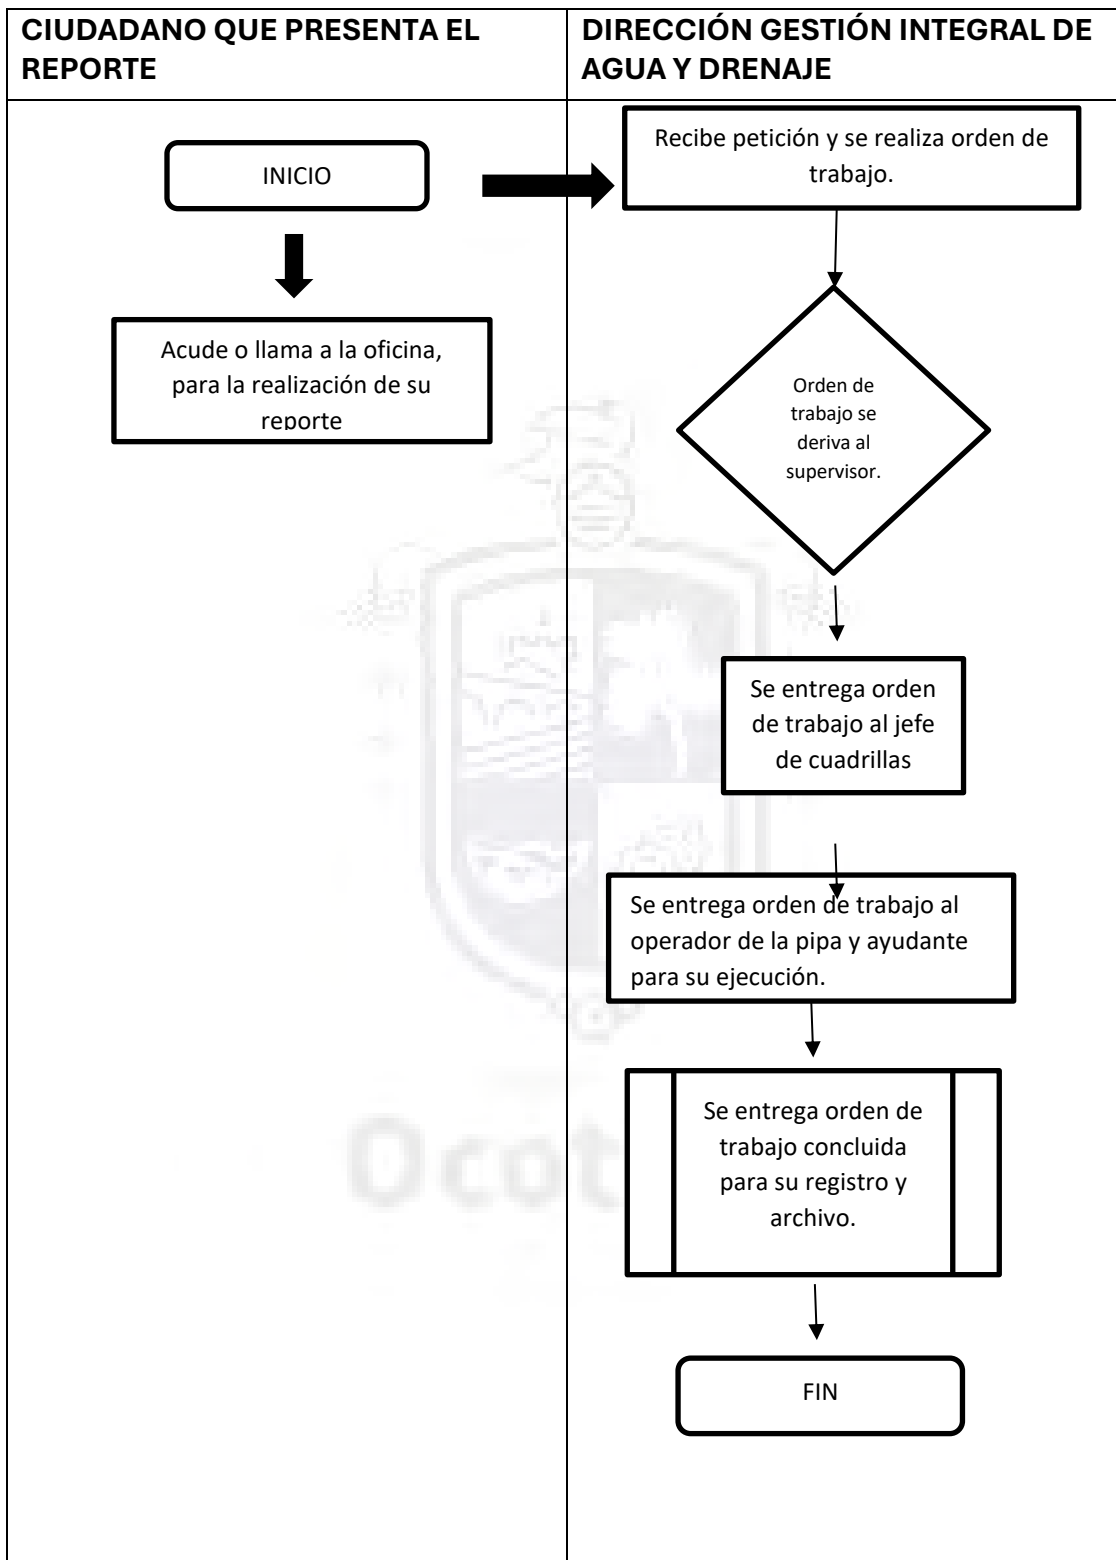 CIUDADANO QUE PRESENTA EL
REPORTE
DIRECCIÓN GESTIÓN INTEGRAL DE
AGUA Y DRENAJE
INICIO
Acude o llama a la oficina,
para la realización de su
reporte
Recibe petición y se realiza orden de
trabajo.
Orden de
trabajo se
deriva al
supervisor.
Se entrega orden
de trabajo al jefe
de cuadrillas
Se entrega orden de trabajo al
operador de la pipa y ayudante
para su ejecución.
Se entrega orden de
trabajo concluida
para su registro y
archivo.
FIN
Ocot